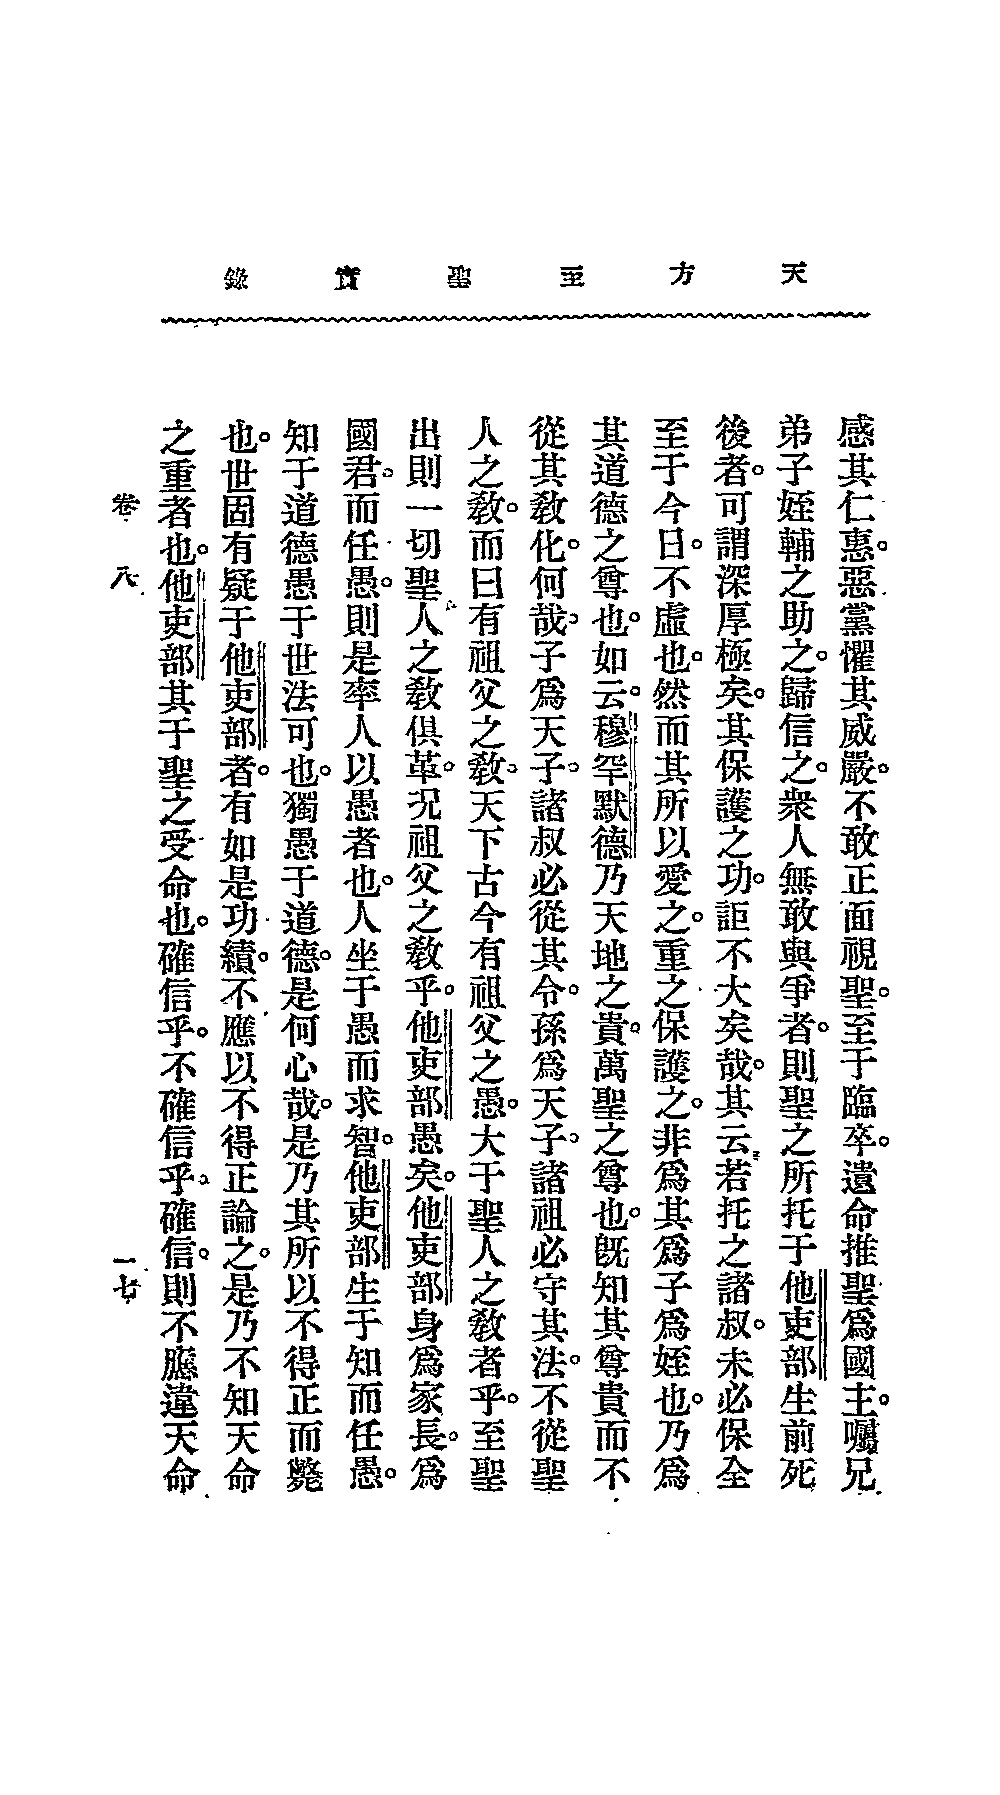 天方至聖實錄
感其仁惠。惡黨懼其威嚴。不敢正面視聖。至于臨卒。遺命推聖爲國主。囑兄
弟子姪輔之助之。歸信之。衆人無敢與爭者。則聖之所托于他吏部生前死
後者。可謂深厚極矣。其保護之功。詎不大矣哉。其云若托之諸叔。未必保全
至于今日。不虛也。然而其所以愛之。重之保護之。非爲其爲子爲姪也。乃爲
其道德之尊也。如云。穆罕默德乃天地之貴。萬聖之尊也。旣知其尊貴而不
從其敎化。何哉。子爲天子。諸叔必從其令。孫爲天子。諸祖必守其法。不從聖
人之敎。而曰有祖父之敎。天下古今有祖父之愚。大于聖人之敎者乎。至聖
出則一切聖人之敎俱革。况祖父之敎乎。他吏部愚矣。他吏部身爲家長。爲
國君。而任愚。則是率人以愚者也。人坐于愚而求智。他吏部生于知而任愚。
知于道德愚于世法可也。獨愚于道德。是何心哉。是乃其所以不得正而斃
也。世固有疑于他吏部者。有如是功績。不應以不得正論之。是乃不知天命
之重者也。他吏部其于聖之受命也。確信乎。不確信乎。確信。則不應違天命
卷八
一七